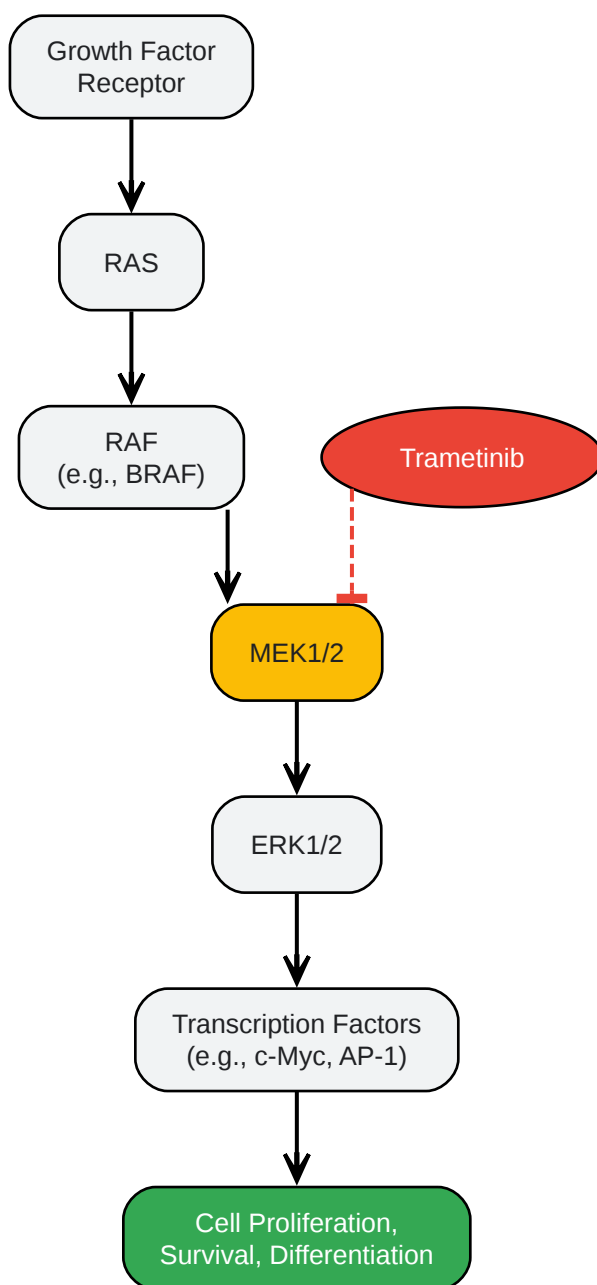 Growth Factor
Receptor
RAS
RAF
(e.g., BRAF)
Trametinib
MEK1/2
ERK1/2
Transcription Factors
(e.g., c-Myc, AP-1)
Cell Proliferation,
Survival, Differentiation